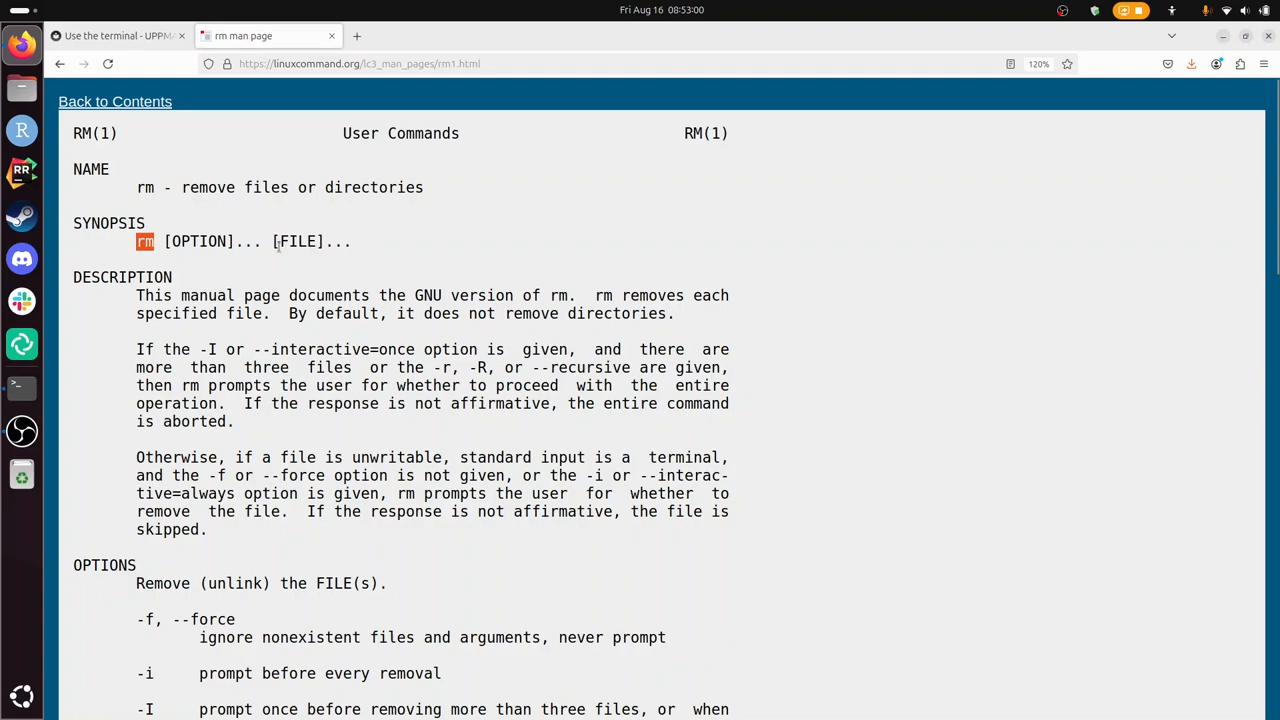 Fri Aug 16 08:53:00
Use the terminal - UPPMA
rm man page
https://linuxcommand.org/lc3_man_pages/rm1.html
120%
Back to Contents
RM(1) User Commands RM(1)
NAME
rm - remove files or directories
SYNOPSIS
rm [OPTION]... [FILE]...
DESCRIPTION
This manual page documents the GNU version of rm. rm removes each
specified file. By default, it does not remove directories.
If the -I or --interactive=once option is given, and there are
more than three files or the -r, -R, or --recursive are given,
then rm prompts the user for whether to proceed with the entire
operation. If the response is not affirmative, the entire command
is aborted.
Otherwise, if a file is unwritable, standard input is a terminal,
and the -f or --force option is not given, or the -i or --interac-
tive=always option is given, rm prompts the user for whether to
remove the file. If the response is not affirmative, the file is
skipped.
OPTIONS
Remove (unlink) the FILE(s).
-f, --force
ignore nonexistent files and arguments, never prompt
-i prompt before every removal
-I prompt once before removing more than three files, or when
R
RR